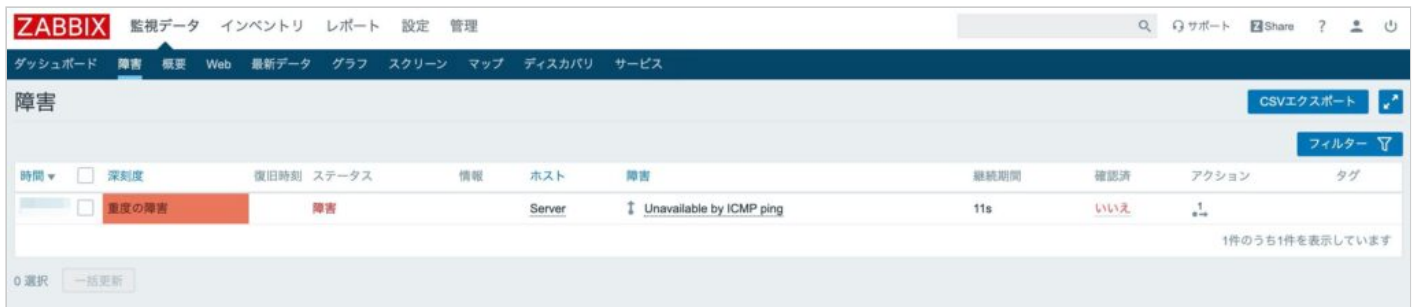 ZABBIX 監視データ インベントリ レポート 設定 管理 サポート Z Share ?
ダッシュボード 障害 概要 Web 最新データ グラフ スクリーン マップ ディスカバリ サービス
障害 CSVエクスポート
フィルター
時間 ▼ 深刻度 復旧時刻 ステータス 情報 ホスト 障害 継続期間 確認済 アクション タグ
重度の障害 障害 Server Unavailable by ICMP ping 11s いいえ 1
1件のうち1件を表示しています
0 選択 一括更新